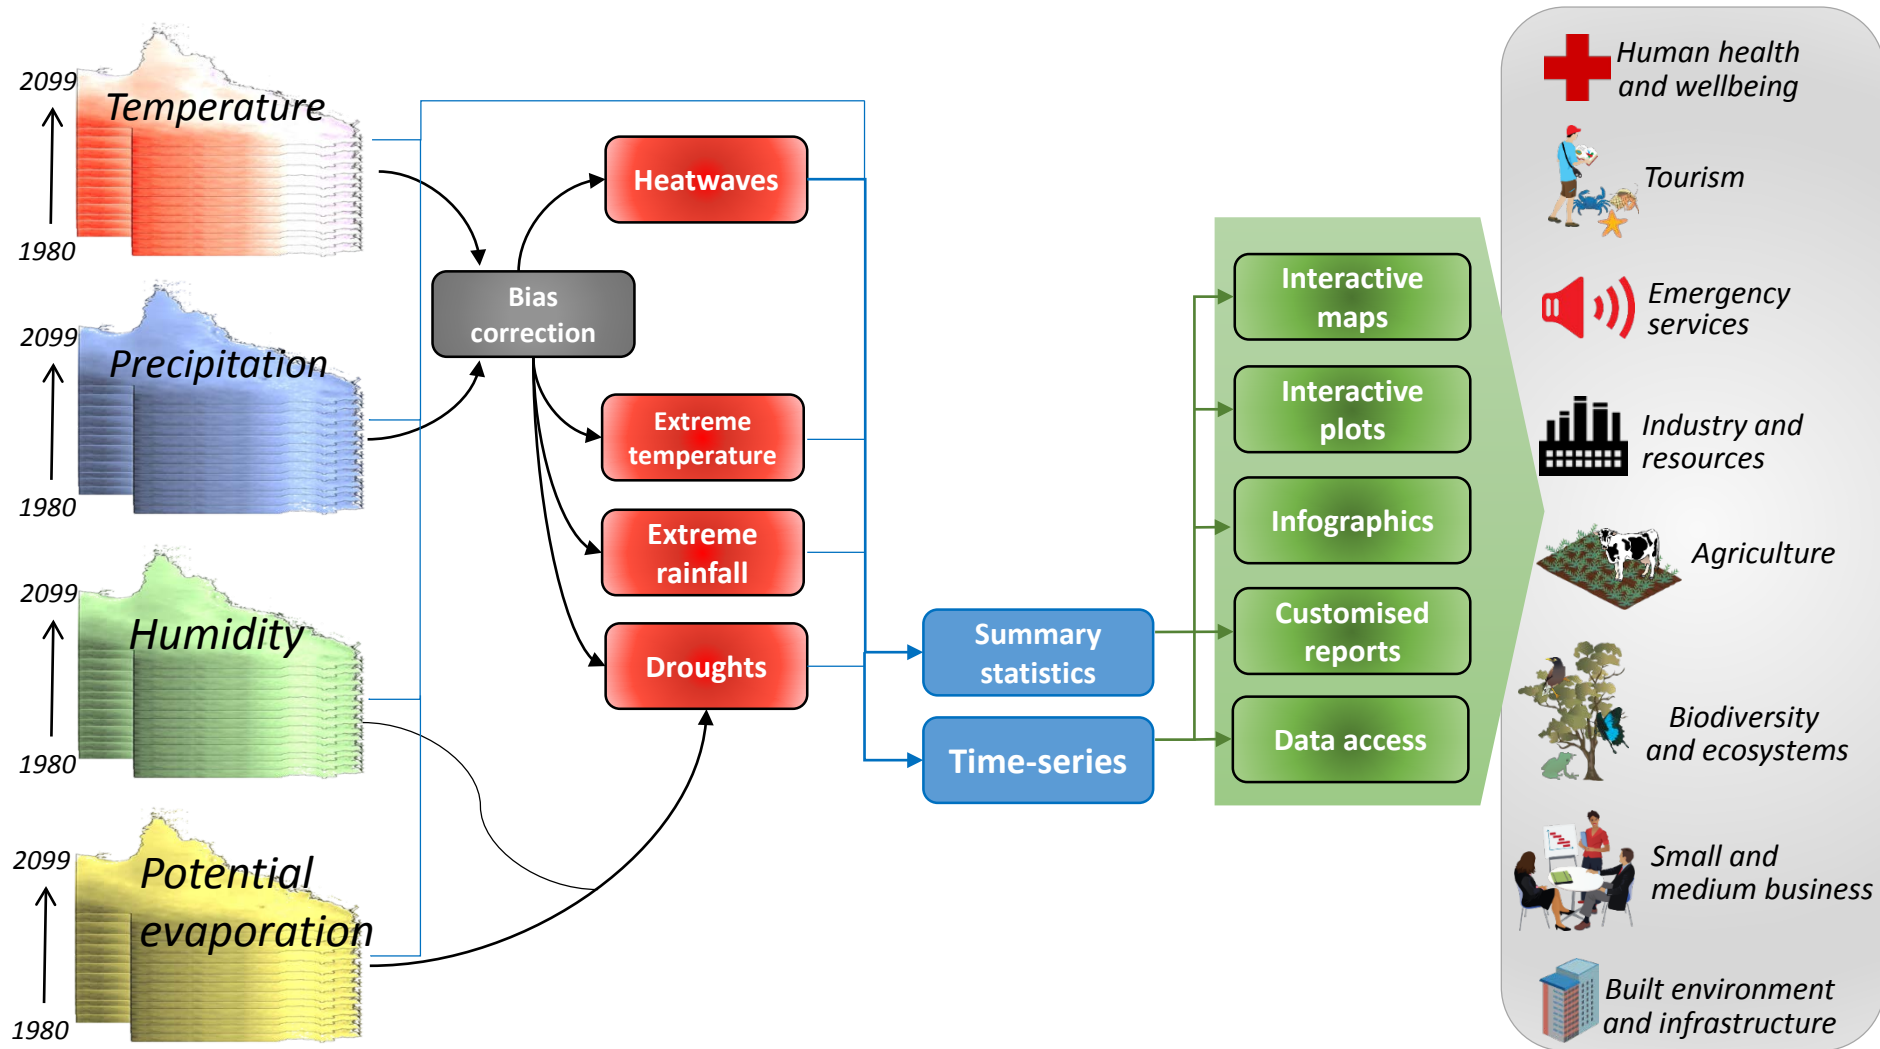 2099
Temperature
1980
2099
Precipitation
1980
2099
Humidity
1980
2099
Potential
evaporation
1980
Bias
correction
Heatwaves
Extreme
temperature
Extreme
rainfall
Droughts
Summary
statistics
Time-series
Interactive
maps
Interactive
plots
Infographics
Customised
reports
Data access
Human health
and wellbeing
Tourism
Emergency
services
Industry and
resources
Agriculture
Biodiversity
and ecosystems
Small and
medium business
Built environment
and infrastructure